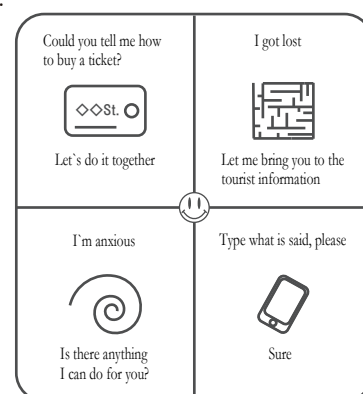 Could you tell me how
to buy a ticket?
◇◇St.
Let`s do it together
I got lost
Let me bring you to the
tourist information
I`m anxious
Is there anything
I can do for you?
Type what is said, please
Sure